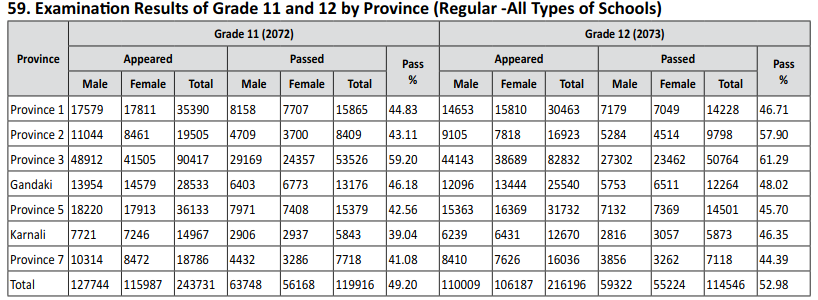 59. Examination Results of Grade 11 and 12 by Province (Regular -All Types of Schools)
Province Grade 11 (2072) Grade 12 (2073)
Appeared Passed Pass % Appeared Passed Pass %
Male Female Total Male Female Total Male Female Total Male Female Total
Province 1 17579 17811 35390 8158 7707 15865 44.83 14653 15810 30463 7179 7049 14228 46.71
Province 2 11044 8461 19505 4709 3700 8409 43.11 9105 7818 16923 5284 4514 9798 57.90
Province 3 48912 41505 90417 29169 24357 53526 59.20 44143 38689 82832 27302 23462 50764 61.29
Gandaki 13954 14579 28533 6403 6773 13176 46.18 12096 13444 25540 5753 6511 12264 48.02
Province 5 18220 17913 36133 7971 7408 15379 42.56 15363 16369 31732 7132 7369 14501 45.70
Karnali 7721 7246 14967 2906 2937 5843 39.04 6239 6431 12670 2816 3057 5873 46.35
Province 7 10314 8472 18786 4432 3286 7718 41.08 8410 7626 16036 3856 3262 7118 44.39
Total 127744 115987 243731 63748 56168 119916 49.20 110009 106187 216196 59322 55224 114546 52.98